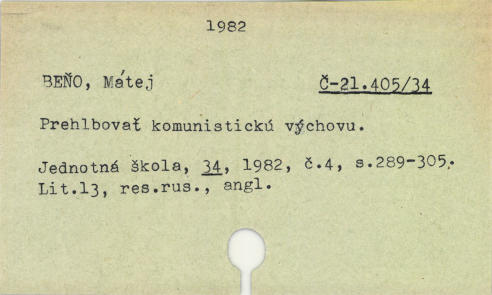 1982
BEŇO, Mátej Č-21.405/34
Prehlbovať komunistickú výchovu.
Jednotná škola, 34, 1982, č.4, s.289-305.
Lit.13, res.rus., angl.